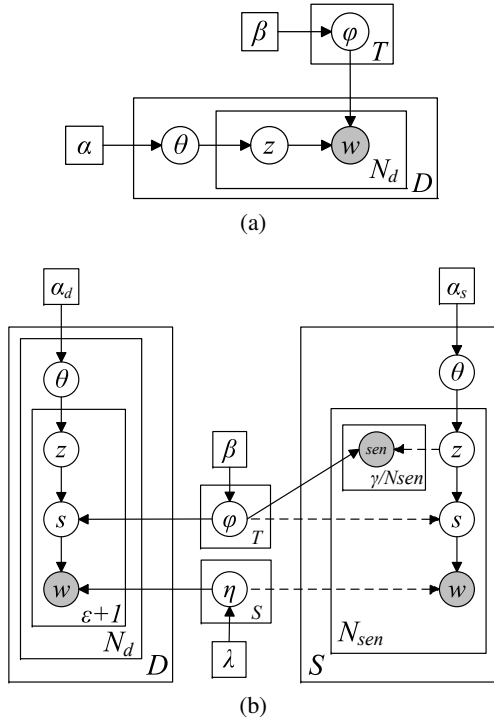 β φ
T
α θ z w
N_d D
(a)
α_d α_s
θ θ
z β sen z
γ/Nsen
s φ s
T
w η w
ε+1 S N_sen
N_d D λ S
(b)